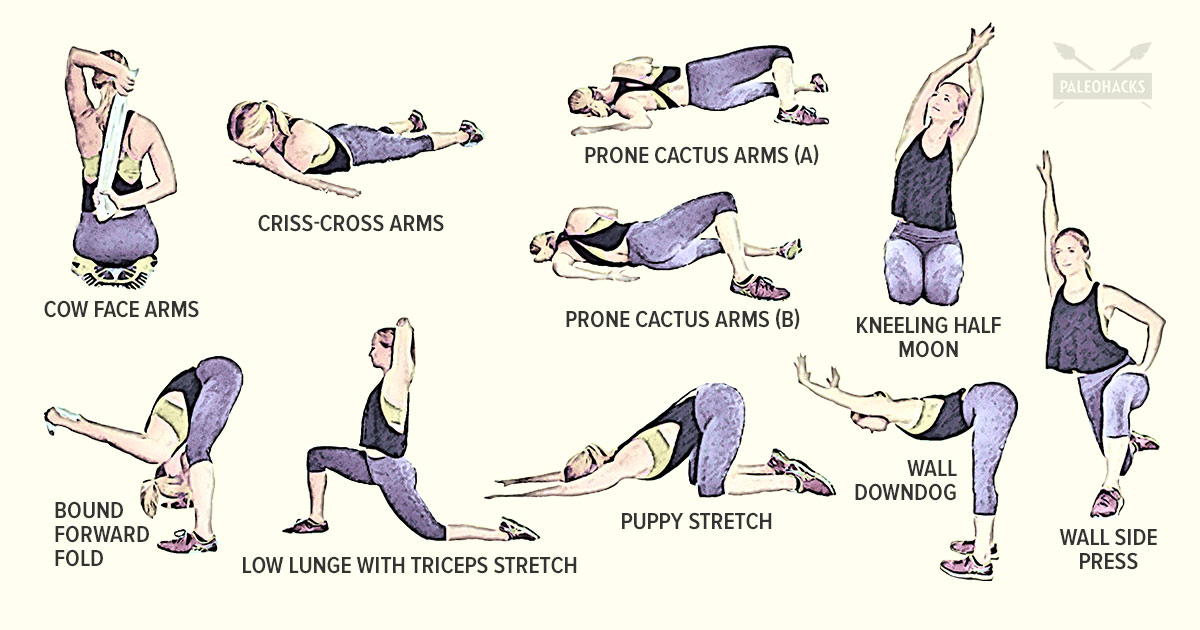 PALEOHACKS
PRONE CACTUS ARMS (A)
CRISS-CROSS ARMS
COW FACE ARMS
PRONE CACTUS ARMS (B)
KNEELING HALF
MOON
BOUND
FORWARD
FOLD
LOW LUNGE WITH TRICEPS STRETCH
PUPPY STRETCH
WALL
DOWNDOG
WALL SIDE
PRESS